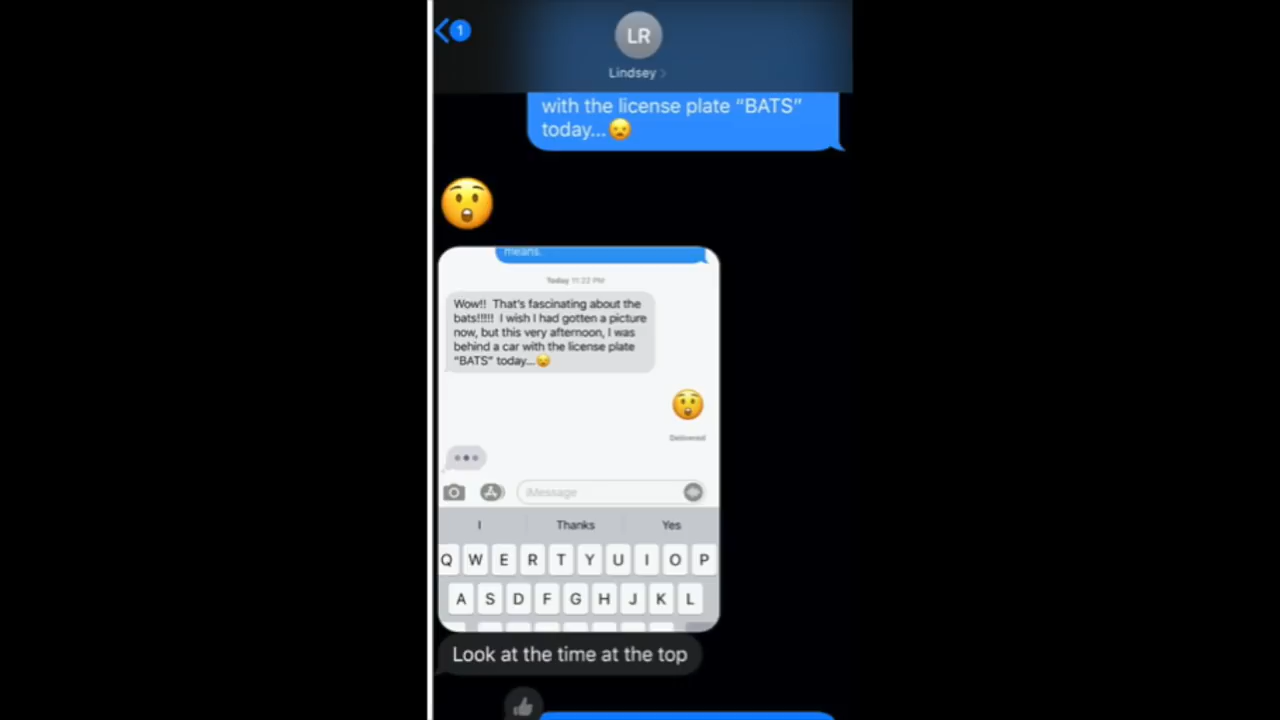 1
LR
Lindsey
with the license plate “BATS”
today...😦
😲
means.
Today 11:22 PM
Wow!! That's fascinating about the
bats!!!!! I wish I had gotten a picture
now, but this very afternoon, I was
behind a car with the license plate
“BATS” today...😦
😲
Delivered
iMessage
I Thanks Yes
Q W E R T Y U I O P
A S D F G H J K L
Look at the time at the top